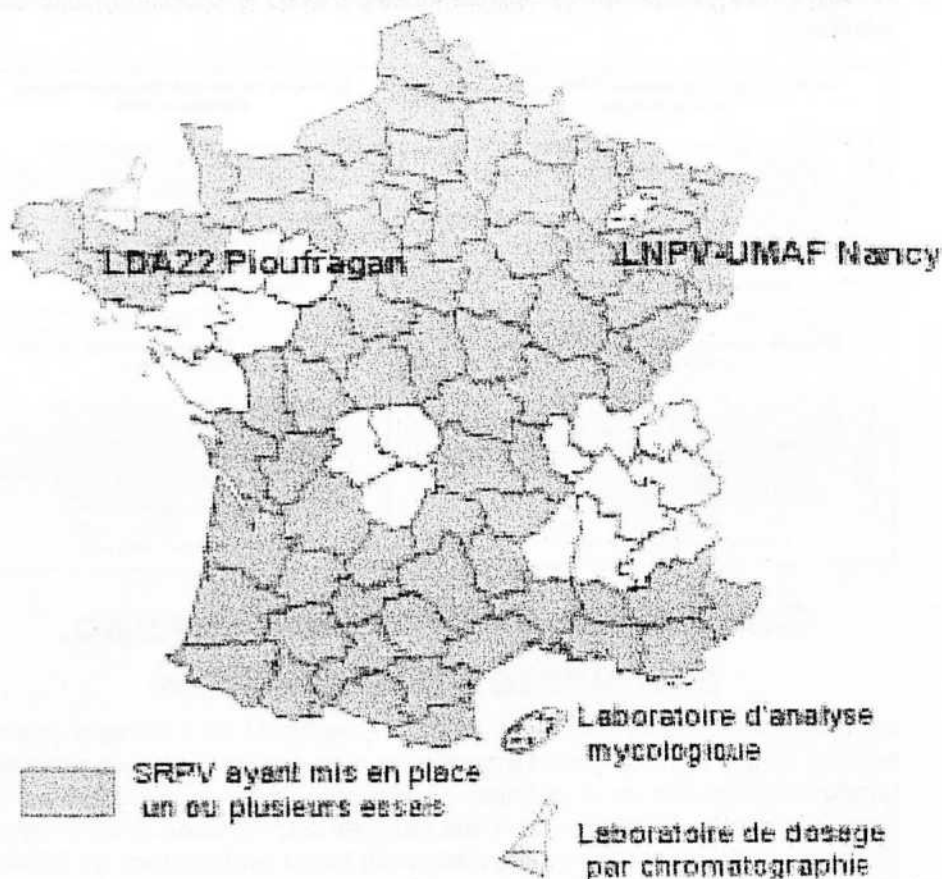 LDA22 Ploufragan
LNPV-UMAF Nancy
Laboratoire d'analyse
mycologique
SRPV ayant mis en place
un ou plusieurs essais
Laboratoire de dosage
par chromatographie